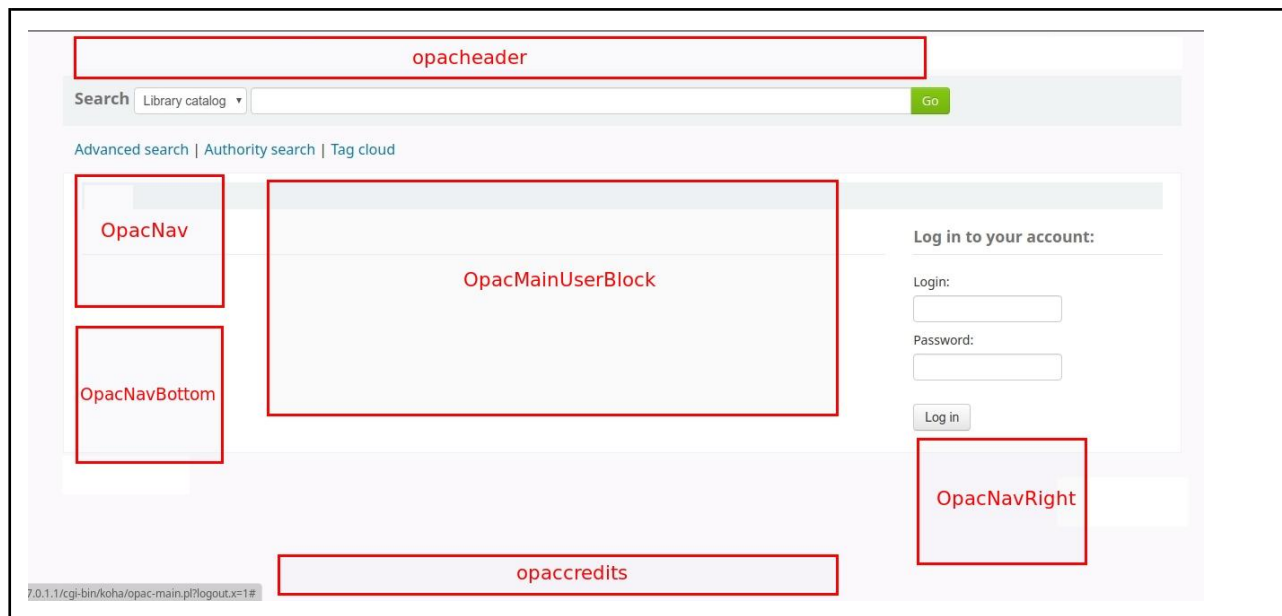 opacheader
Search Library catalog Go
Advanced search | Authority search | Tag cloud
OpacNav
OpacMainUserBlock
Log in to your account:
Login:
Password:
OpacNavBottom
Log in
OpacNavRight
opaccredits
7.0.1.1/cgi-bin/koha/opac-main.pl?logout.x=1#